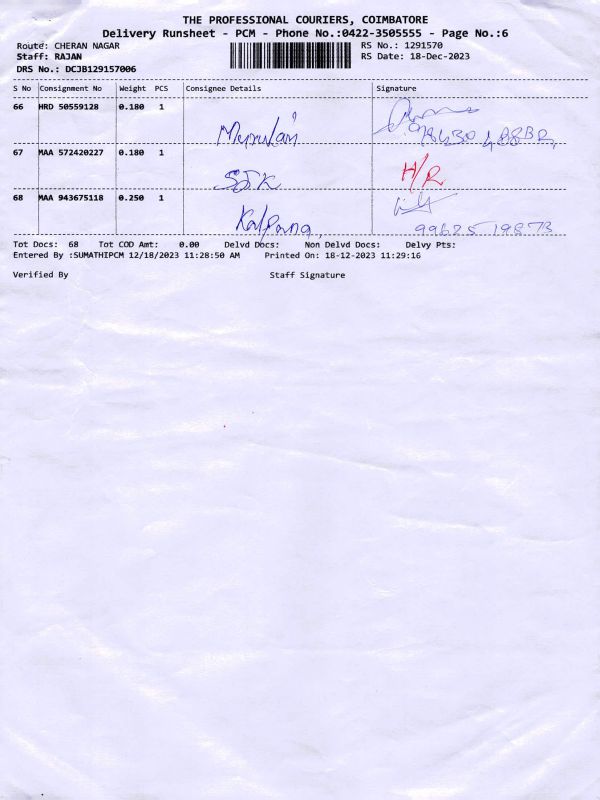 THE PROFESSIONAL COURIERS, COIMBATORE
Delivery Runsheet - PCM - Phone No.:0422-3505555 - Page No.:6
Route: CHERAN NAGAR
RS No.: 1291570
Staff: RAJAN
RS Date: 18-Dec-2023
DRS No.: DCJB129157006
S No Consignment No Weight PCS Consignee Details Signature
66 HRD 50559128 0.180 1
67 MAA 572420227 0.180 1
H/R
68 MAA 943675118 0.250 1
Kalpana,
99625 19873
Tot Docs: 68 Tot COD Amt: 0.00 Delvd Docs: Non Delvd Docs: Delvy Pts:
Entered By :SUMATHIPCM 12/18/2023 11:28:50 AM Printed On: 18-12-2023 11:29:16
Verified By Staff Signature